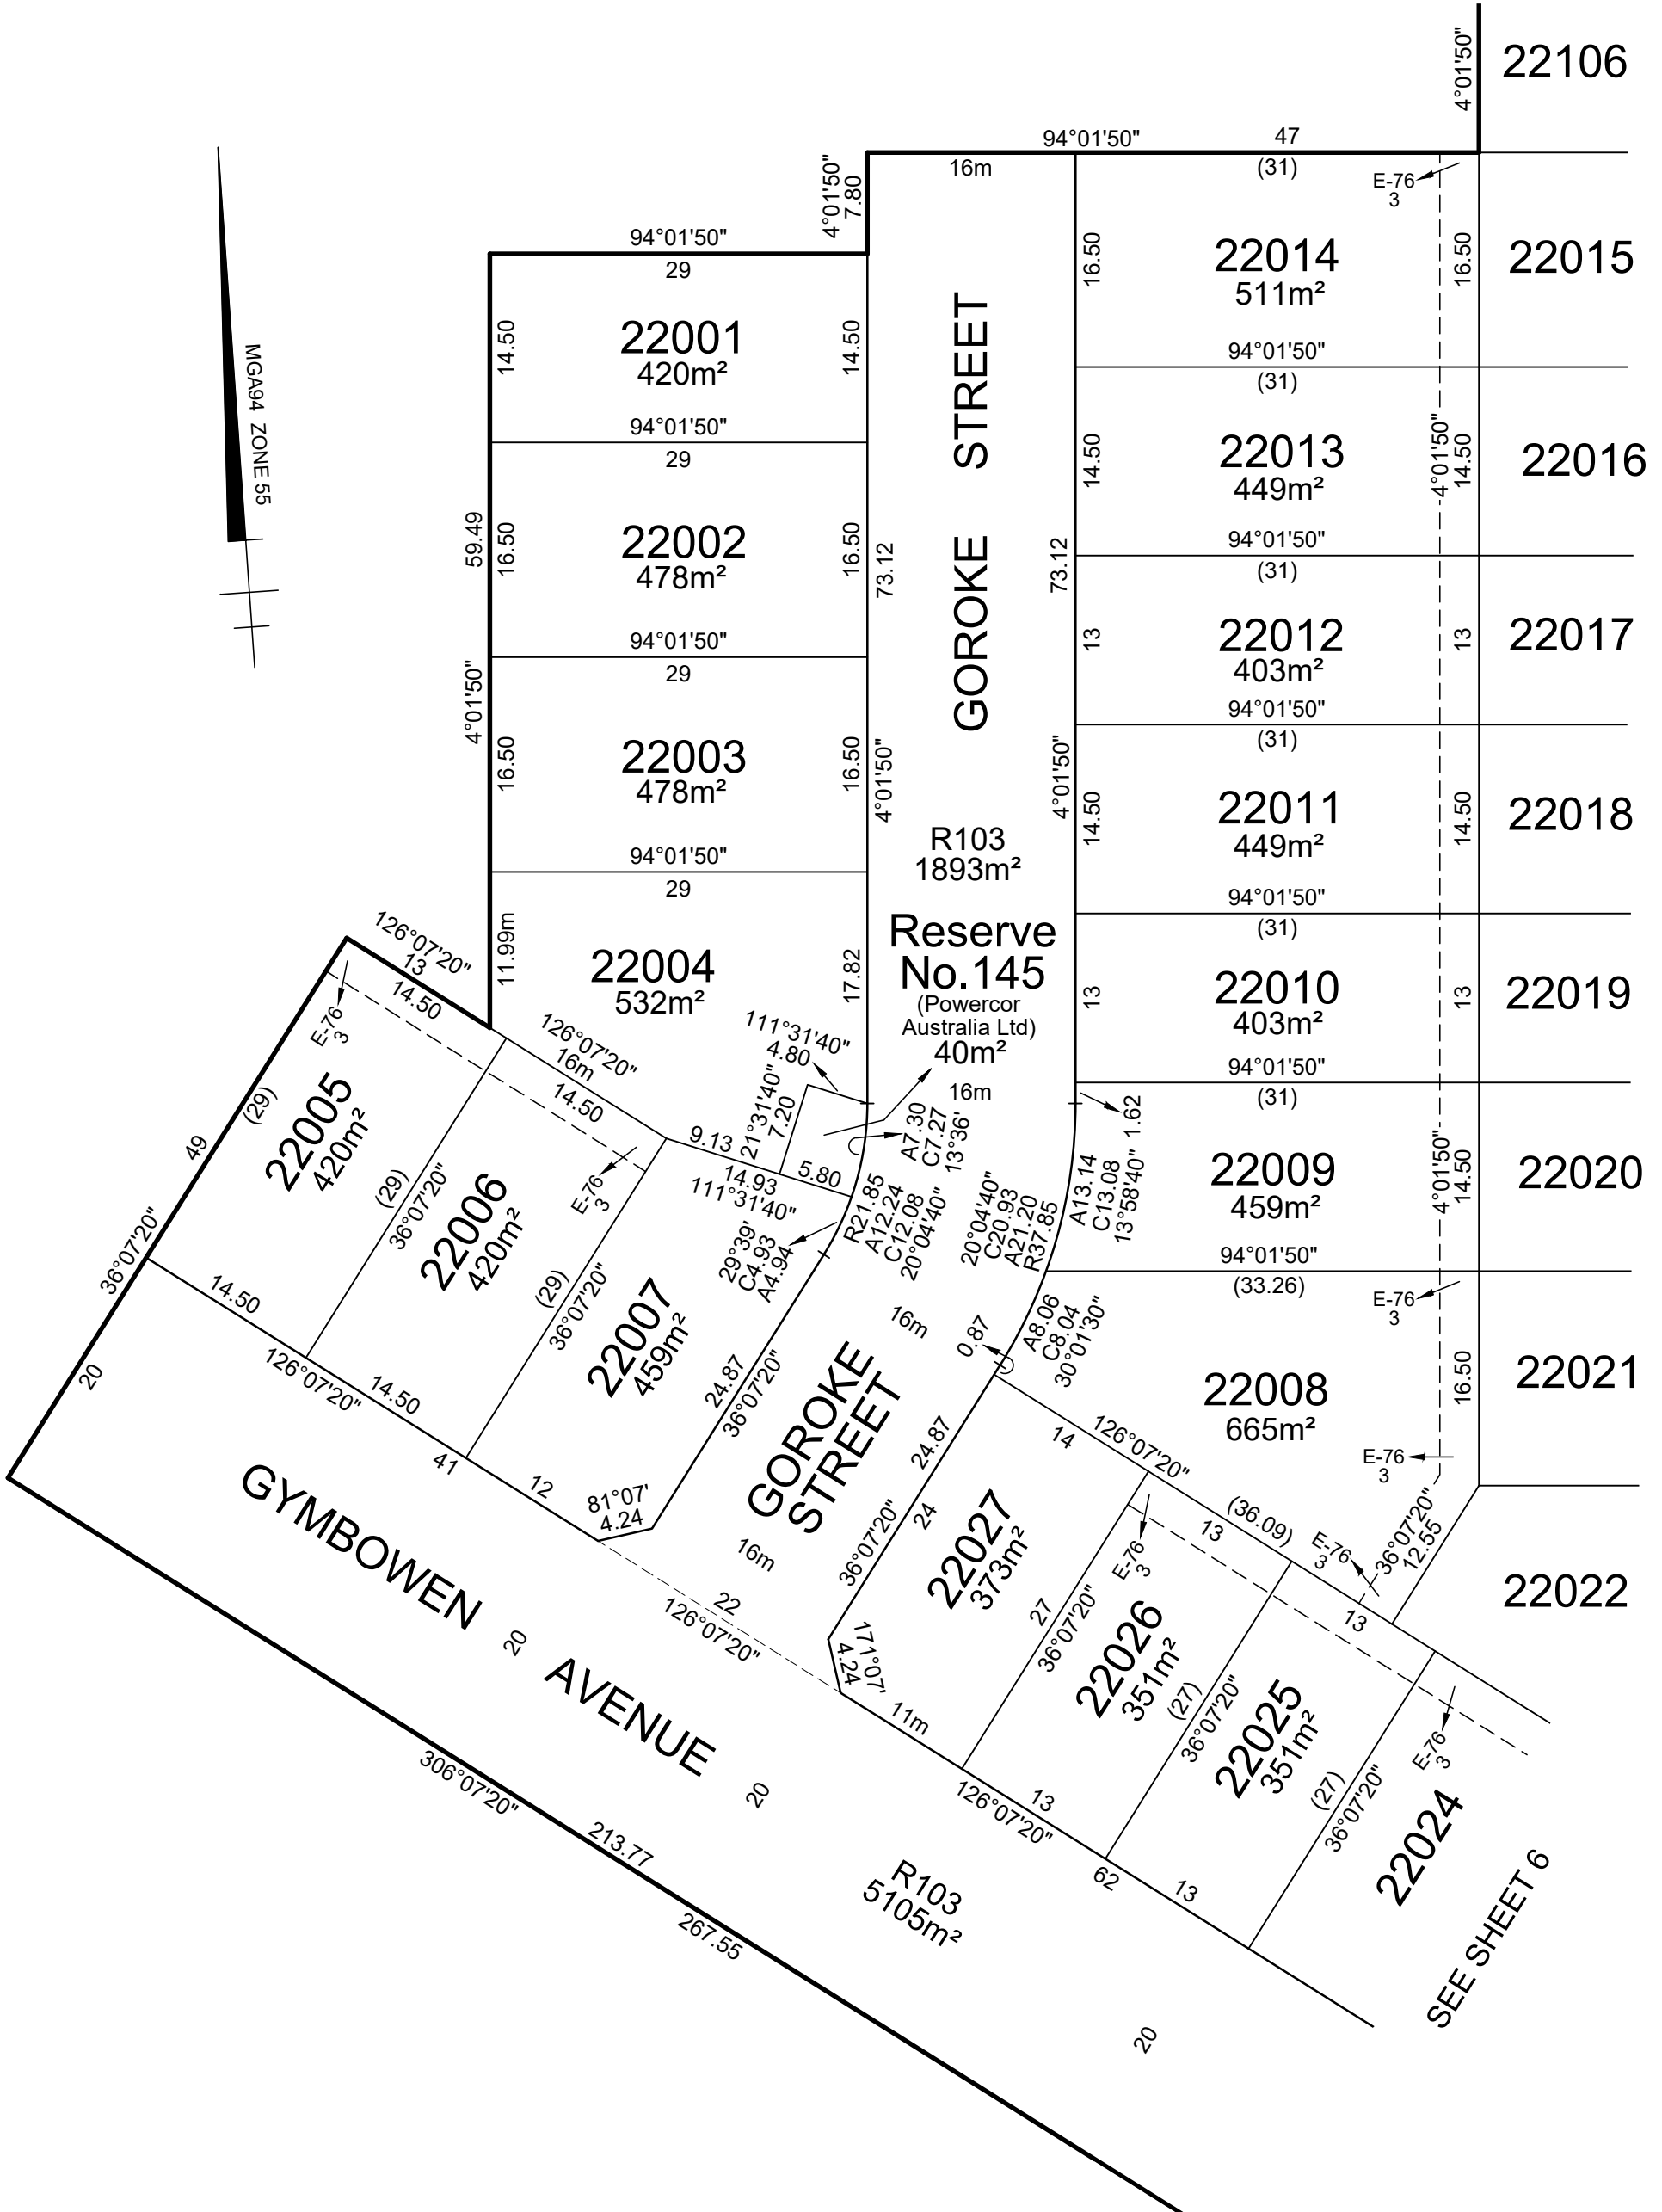 22106
4°01'50"
94°01'50"
47
16m
(31)
E-76
3
4°01'50"
7.80
94°01'50"
29
14.50
22001
420m²
14.50
94°01'50"
29
MGA94 ZONE 55
59.49
16.50
22002
478m²
16.50
73.12
94°01'50"
29
4°01'50"
16.50
22003
478m²
16.50
4°01'50"
94°01'50"
29
11.99m
22004
532m²
17.82
GOROKE STREET
73.12
4°01'50"
R103
1893m²
Reserve
No.145
(Powercor
Australia Ltd)
40m²
16m
16.50
22014
511m²
16.50
22015
94°01'50"
(31)
14.50
22013
449m²
4°01'50"
14.50
22016
94°01'50"
(31)
13
22012
403m²
13
22017
94°01'50"
(31)
14.50
22011
449m²
14.50
22018
94°01'50"
(31)
13
22010
403m²
13
22019
94°01'50"
(31)
1.62
A13.14
C13.08
13°58'40"
22009
459m²
4°01'50"
14.50
22020
94°01'50"
(33.26)
E-76
3
22008
665m²
16.50
22021
E-76
3
126°07'20"
13
14.50
E-76
3
126°07'20"
16m
14.50
111°31'40"
4.80
21°31'40"
7.20
9.13
14.93
111°31'40"
5.80
A7.30
C7.27
13°36'
R21.85
A12.24
C12.08
20°04'40"
20°04'40"
C20.93
A21.20
R37.85
29°39'
C4.93
A4.94
A8.06
C8.04
30°01'30"
0.87
16m
49
(29)
22005
420m²
36°07'20"
20
14.50
(29)
36°07'20"
22006
420m²
E-76
3
126°07'20"
14.50
(29)
36°07'20"
22007
459m²
24.87
36°07'20"
41
12
81°07'
4.24
GOROKE
STREET
16m
24.87
36°07'20"
24
22
126°07'20"
171°07'
4.24
14
126°07'20"
(36.09)
13
E-76
3
36°07'20"
12.55
13
22022
22027
373m²
27
36°07'20"
E-76
3
22026
351m²
(27)
36°07'20"
22025
351m²
(27)
36°07'20"
E-76
3
22024
11m
126°07'20"
13
62
13
GYMBOWEN AVENUE
20
20
306°07'20"
213.77
267.55
R103
5105m²
20
SEE SHEET 6